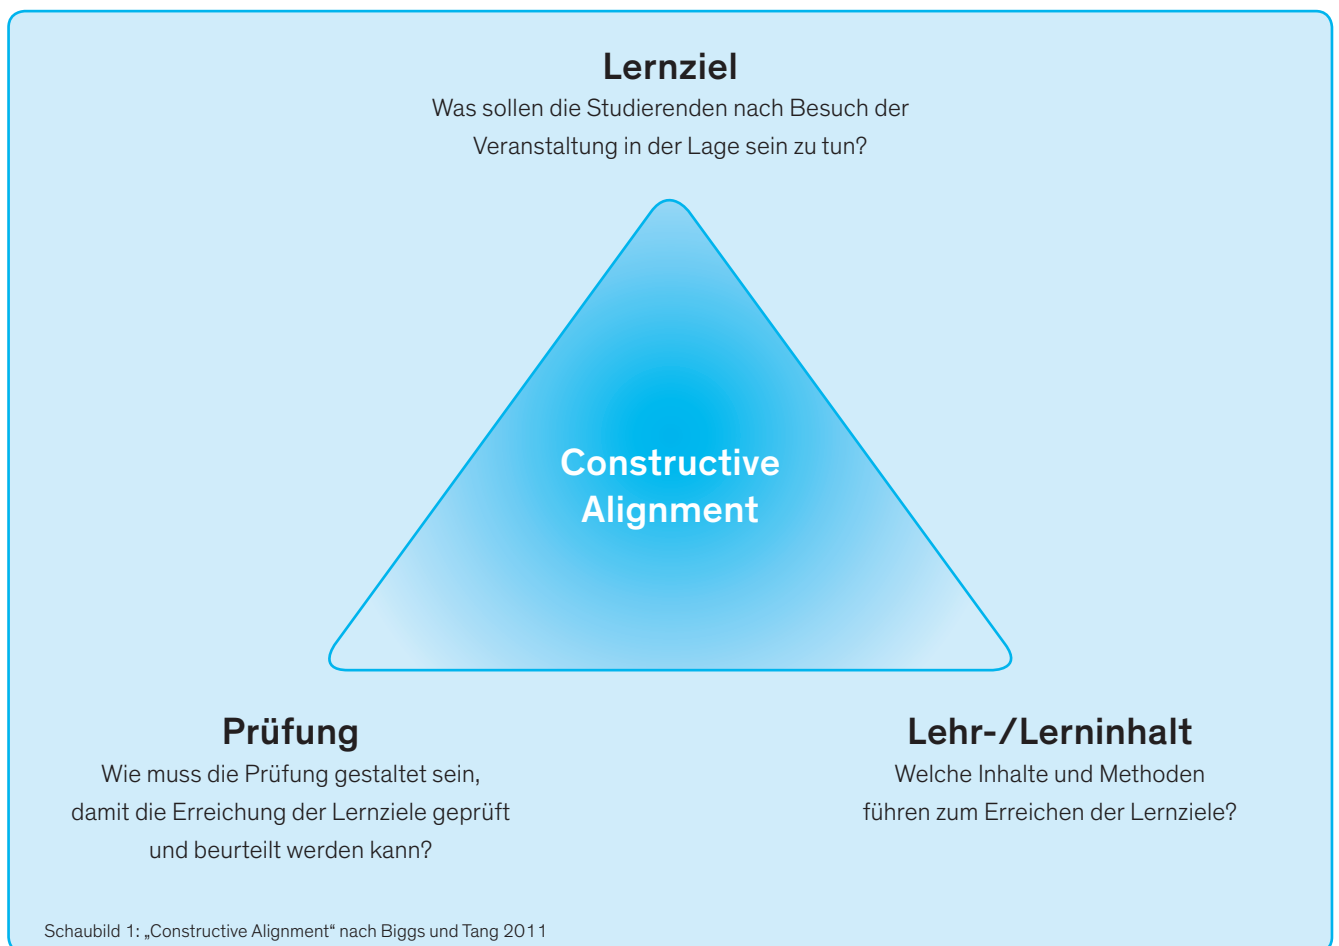 Lernziel
Was sollen die Studierenden nach Besuch der
Veranstaltung in der Lage sein zu tun?
Constructive
Alignment
Prüfung
Wie muss die Prüfung gestaltet sein,
damit die Erreichung der Lernziele geprüft
und beurteilt werden kann?
Lehr-/Lerninhalt
Welche Inhalte und Methoden
führen zum Erreichen der Lernziele?
Schaubild 1: „Constructive Alignment“ nach Biggs und Tang 2011